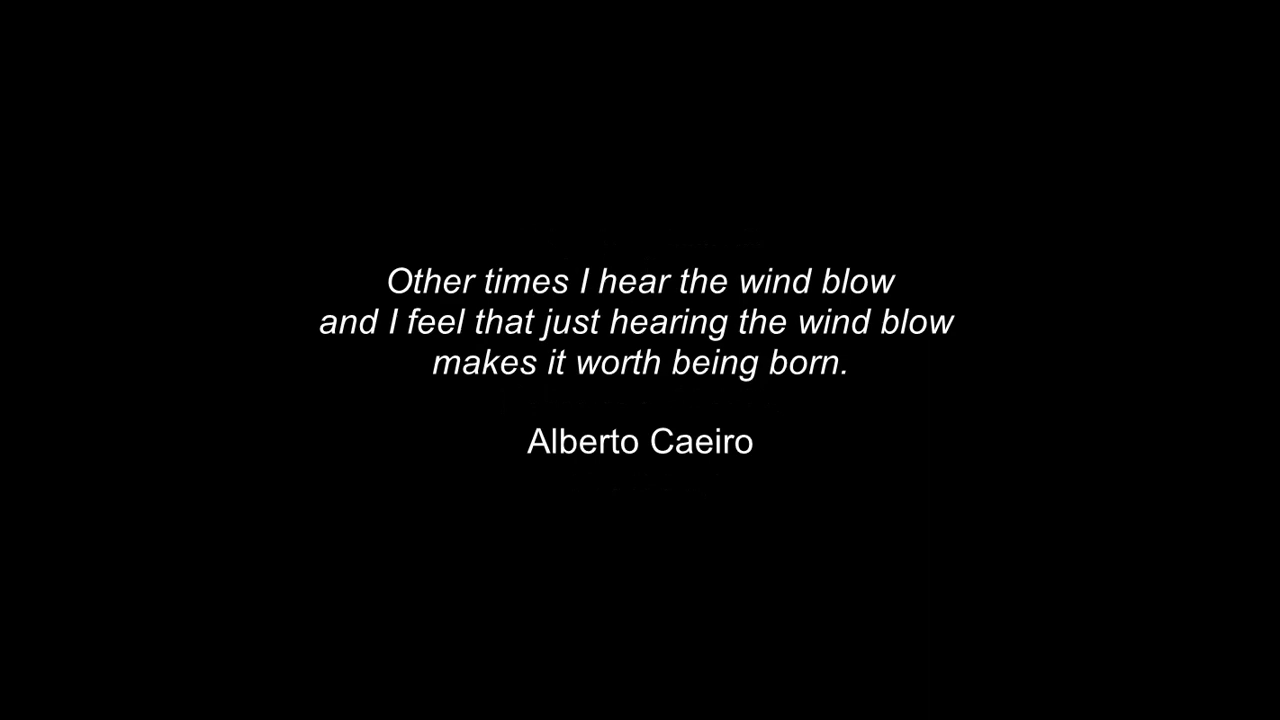 Other times I hear the wind blow
and I feel that just hearing the wind blow
makes it worth being born.
Alberto Caeiro